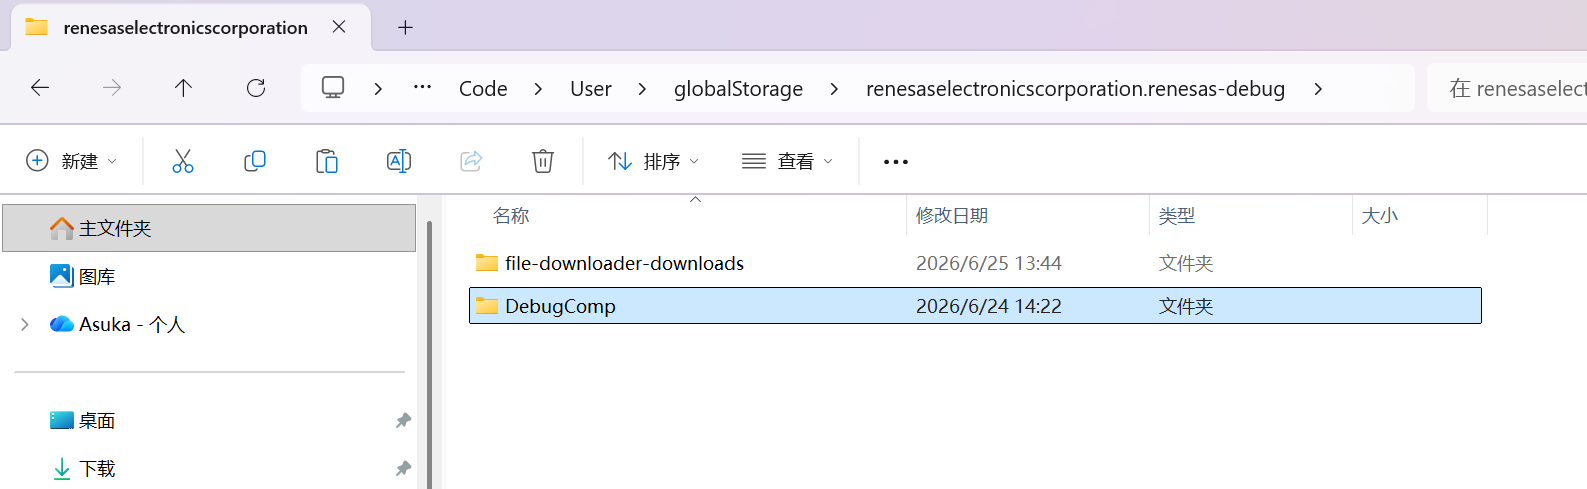 renesaselectronicscorporation
Code User globalStorage renesaselectronicscorporation.renesas-debug 在 renesaselect
新建 排序 查看
主文件夹
图库
Asuka - 个人
桌面
下载
名称 修改日期 类型 大小
file-downloader-downloads 2026/6/25 13:44 文件夹
DebugComp 2026/6/24 14:22 文件夹